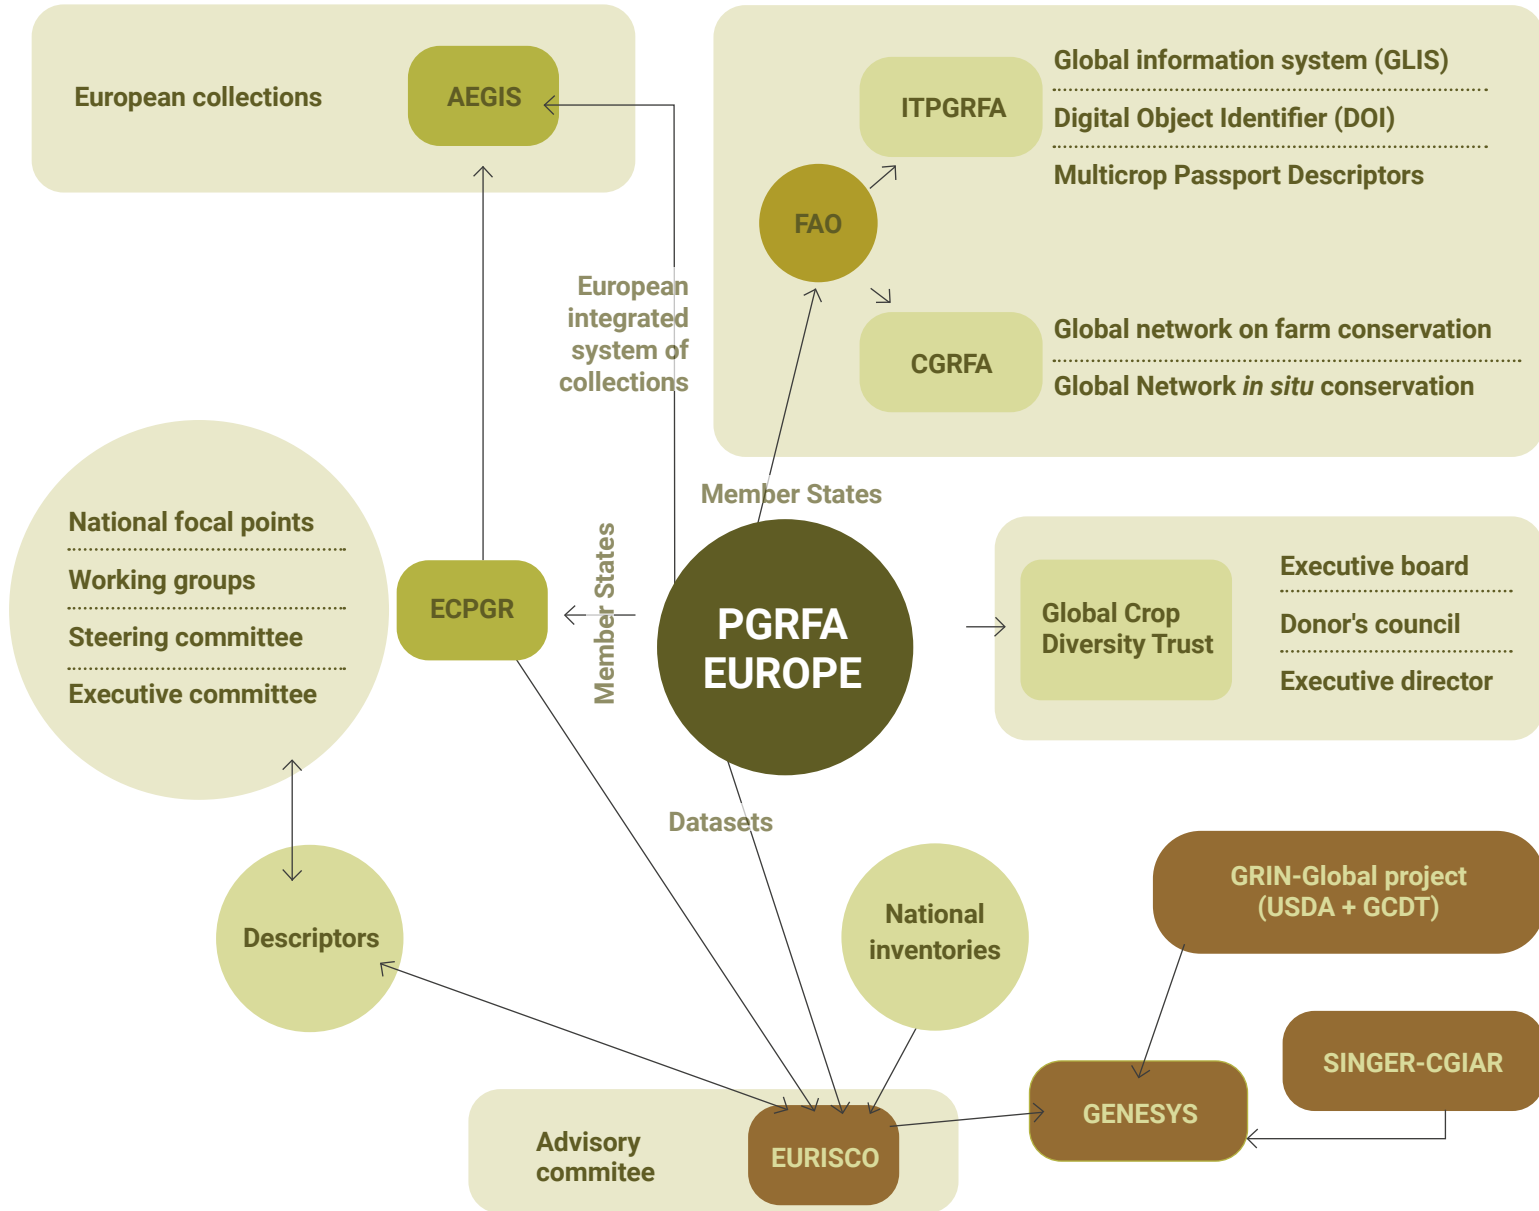 European collections
AEGIS
ITPGRFA
Global information system (GLIS)
Digital Object Identifier (DOI)
Multicrop Passport Descriptors
FAO
CGRFA
Global network on farm conservation
Global Network in situ conservation
European
integrated
system of
collections
Member States
National focal points
Working groups
Steering committee
Executive committee
ECPGR
Member States
PGRFA
EUROPE
Global Crop
Diversity Trust
Executive board
Donor's council
Executive director
Datasets
Descriptors
National
inventories
GRIN-Global project
(USDA + GCDT)
SINGER-CGIAR
GENESYS
Advisory
commitee
EURISCO